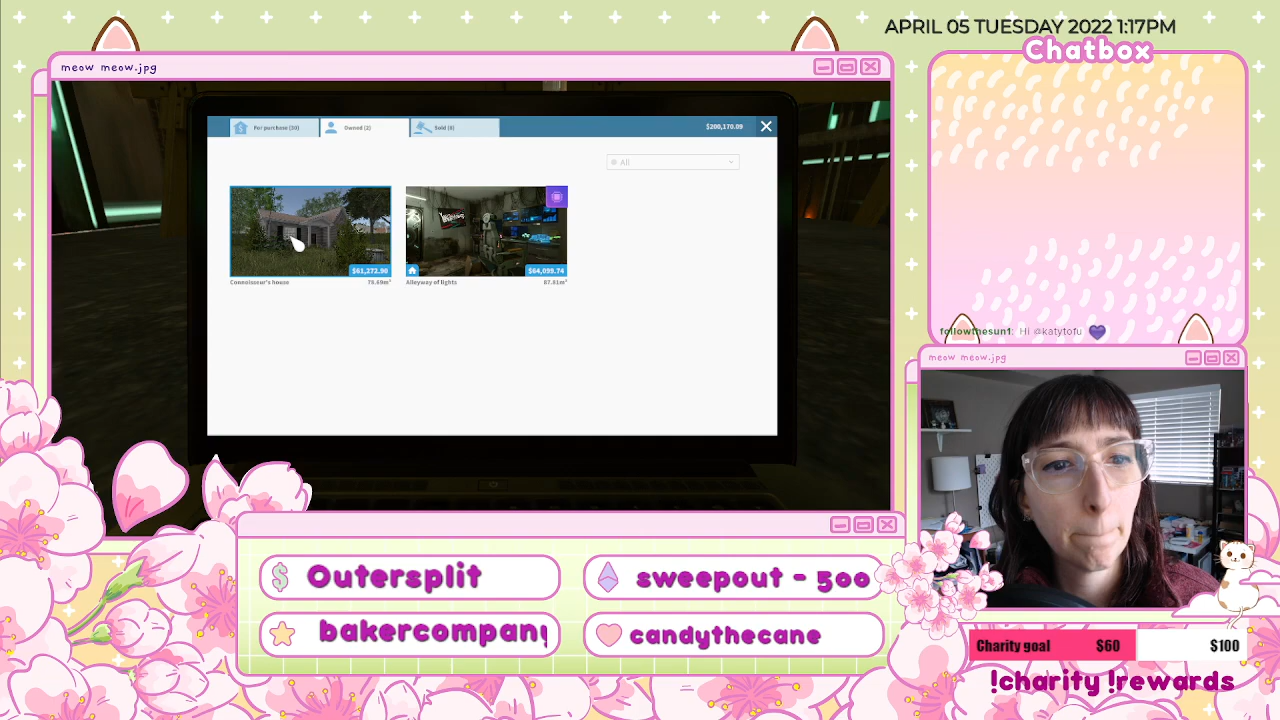 APRIL 05 TUESDAY 2022 1:17PM
meow meow.jpg
Chatbox
For purchase (33)
Owned (2)
Sold (8)
$200,170.09
All
$61,272.90
$64,099.74
Connoisseur's house
Alleyway of lights
followthesun1: Hi @katytofu
meow meow.jpg
Outersplit
sweepout - 500
bakercompany
candythecane
Charity goal
$60
$100
!charity !rewards